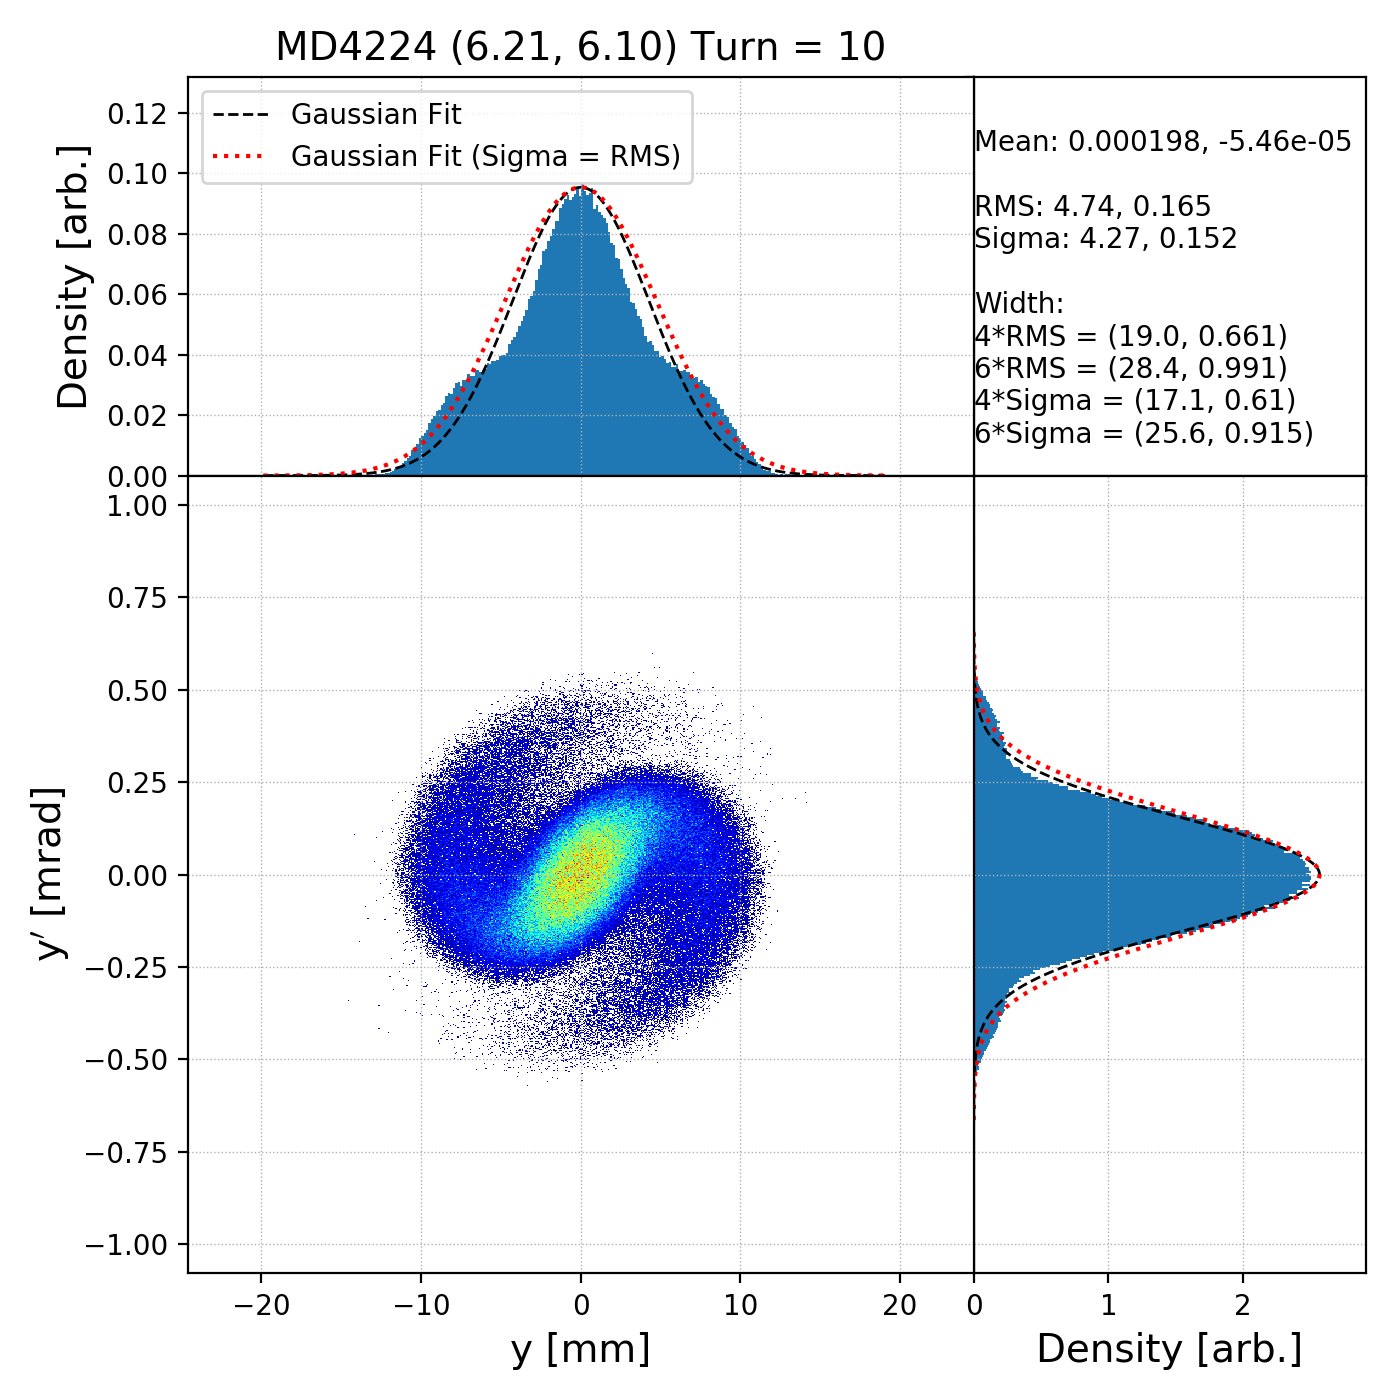 MD4224 (6.21, 6.10) Turn = 10
Gaussian Fit
Gaussian Fit (Sigma = RMS)
Density [arb.]
0.12
0.10
0.08
0.06
0.04
0.02
0.00
Mean: 0.000198, -5.46e-05
RMS: 4.74, 0.165
Sigma: 4.27, 0.152
Width:
4*RMS = (19.0, 0.661)
6*RMS = (28.4, 0.991)
4*Sigma = (17.1, 0.61)
6*Sigma = (25.6, 0.915)
y′ [mrad]
1.00
0.75
0.50
0.25
0.00
−0.25
−0.50
−0.75
−1.00
−20 −10 0 10 20
y [mm]
0 1 2
Density [arb.]